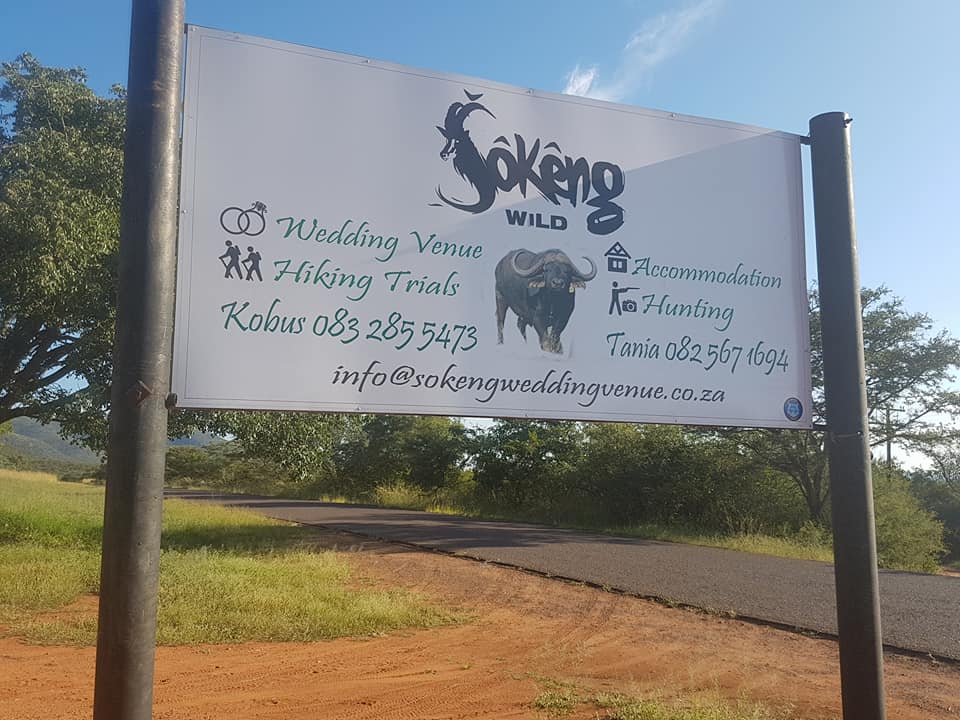 Šôkêng
WILD
Wedding Venue
Hiking Trials
Kobus 083 285 5473
Accommodation
Hunting
Tania 082 567 1694
info@sokengweddingvenue.co.za